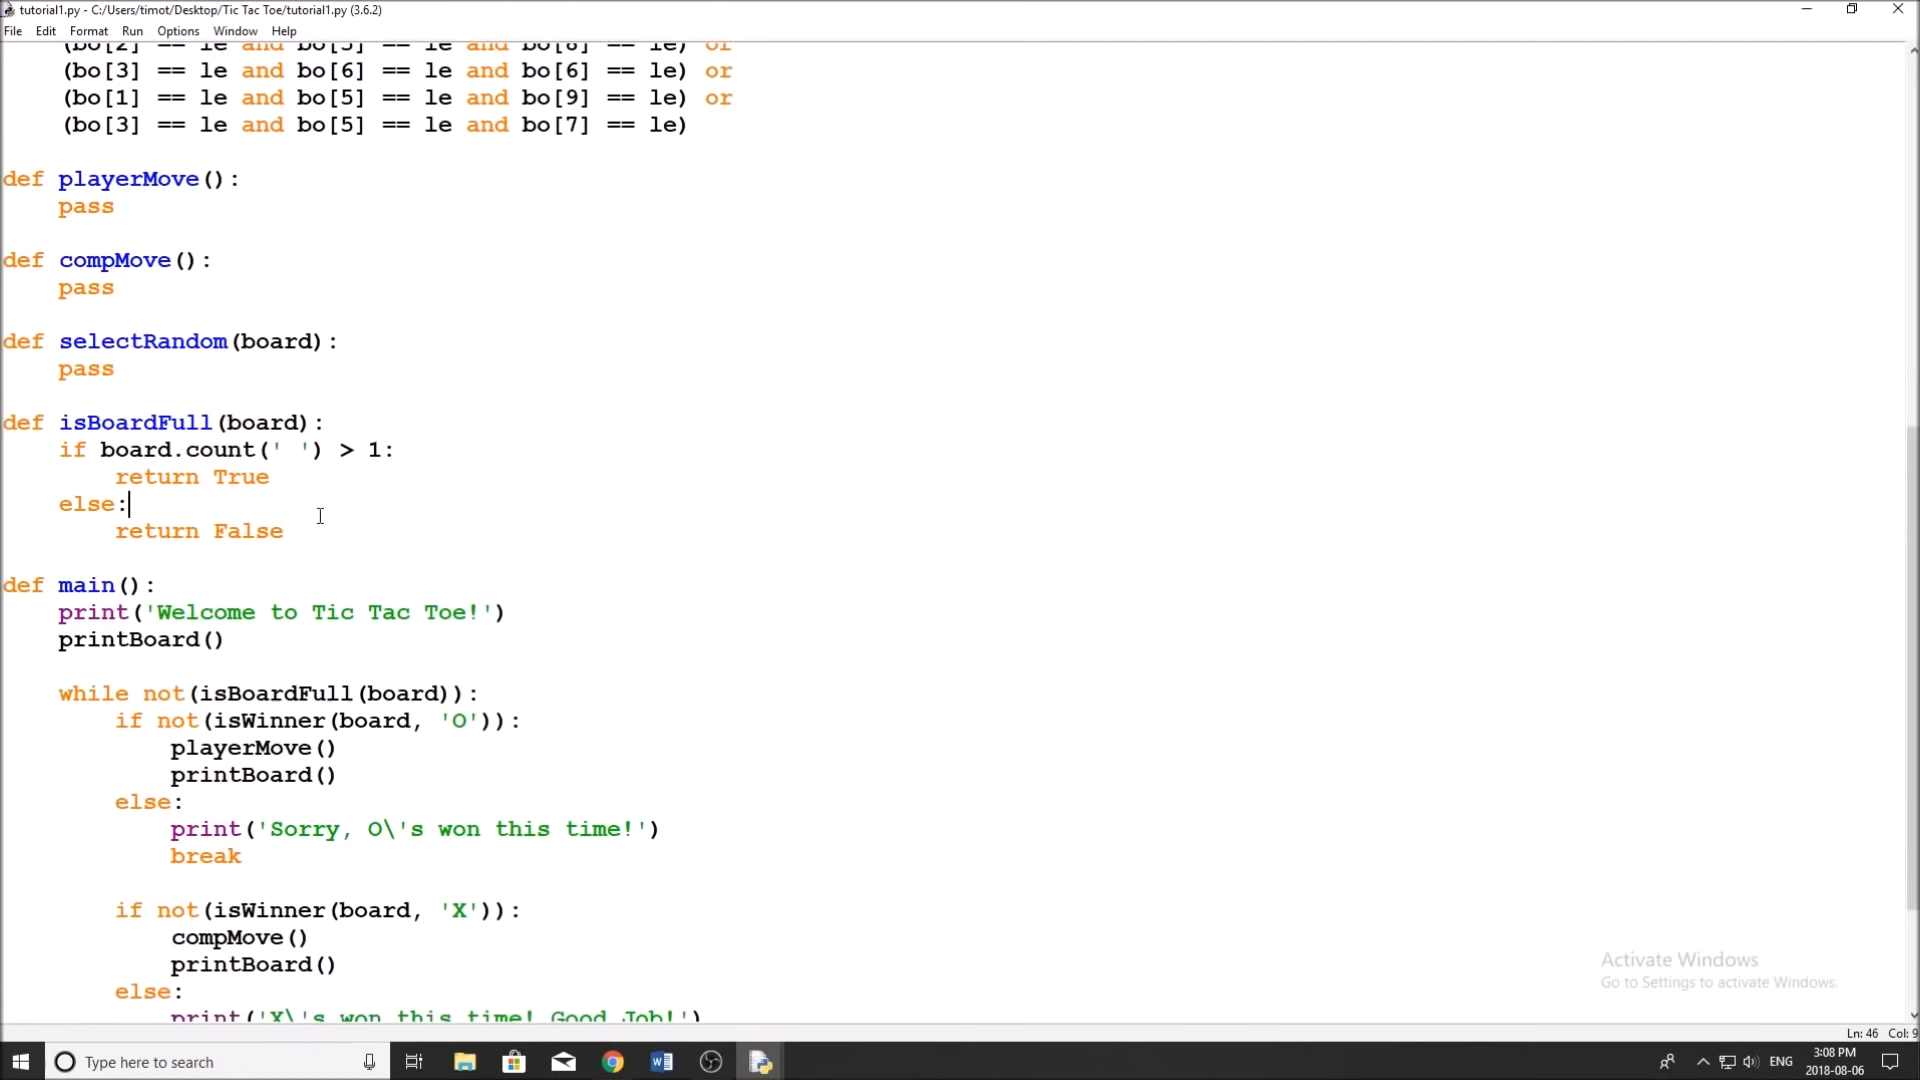 tutorial1.py - C:/Users/timot/Desktop/Tic Tac Toe/tutorial1.py (3.6.2)
File Edit Format Run Options Window Help
(bo[2] == le and bo[5] == le and bo[8] == le) or
(bo[3] == le and bo[6] == le and bo[6] == le) or
(bo[1] == le and bo[5] == le and bo[9] == le) or
(bo[3] == le and bo[5] == le and bo[7] == le)
def playerMove():
pass
def compMove():
pass
def selectRandom(board):
pass
def isBoardFull(board):
if board.count(' ') > 1:
return True
else:
return False
def main():
print('Welcome to Tic Tac Toe!')
printBoard()
while not(isBoardFull(board)):
if not(isWinner(board, 'O')):
playerMove()
printBoard()
else:
print('Sorry, O\'s won this time!')
break
if not(isWinner(board, 'X')):
compMove()
printBoard()
else:
print('X\'s won this time! Good Job!')
Activate Windows
Go to Settings to activate Windows.
Ln: 46 Col: 9
Type here to search
ENG
3:08 PM
2018-08-06